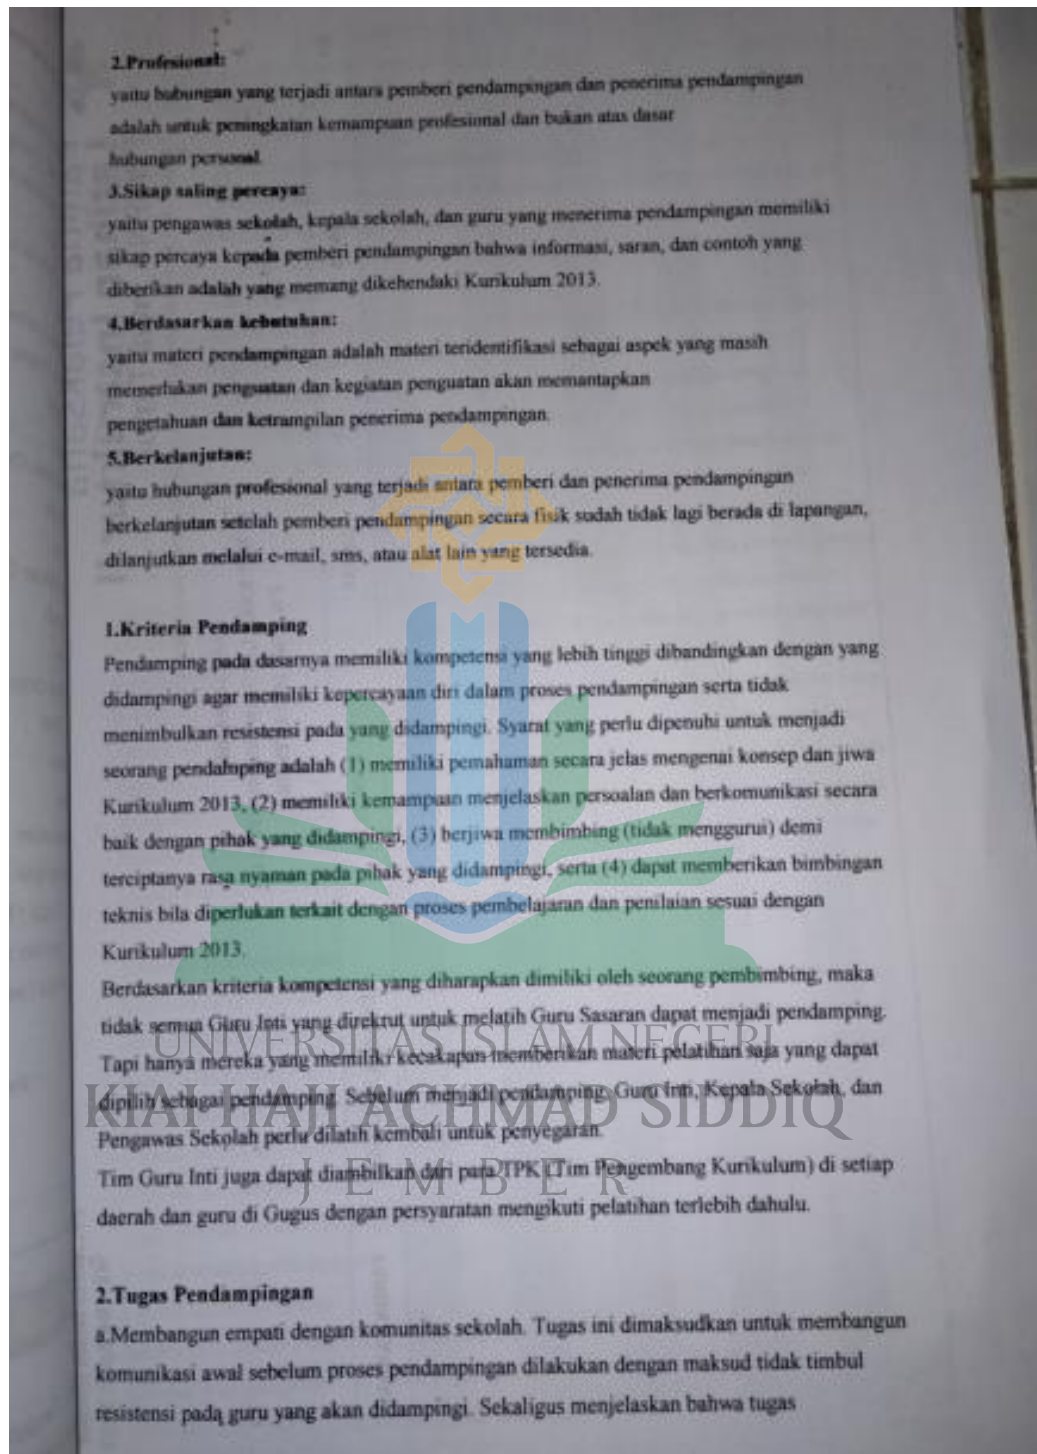 2.Profesional:
yaitu hubungan yang terjadi antara pemberi pendampingan dan penerima pendampingan
adalah untuk peningkatan kemampuan profesional dan bukan atas dasar
hubungan personal.
3.Sikap saling percaya:
yaitu pengawas sekolah, kepala sekolah, dan guru yang menerima pendampingan memiliki
sikap percaya kepada pemberi pendampingan bahwa informasi, saran, dan contoh yang
diberikan adalah yang memang dikehendaki Kurikulum 2013.
4.Berdasarkan kebutuhan:
yaitu materi pendampingan adalah materi teridentifikasi sebagai aspek yang masih
memerlukan penguatan dan kegiatan penguatan akan memantapkan
pengetahuan dan ketrampilan penerima pendampingan.
5.Berkelanjutan:
yaitu hubungan profesional yang terjadi antara pemberi dan penerima pendampingan
berkelanjutan setelah pemberi pendampingan secara fisik sudah tidak lagi berada di lapangan,
dilanjutkan melalui e-mail, sms, atau alat lain yang tersedia.
1.Kriteria Pendamping
Pendamping pada dasarnya memiliki kompetensi yang lebih tinggi dibandingkan dengan yang
didampingi agar memiliki kepercayaan diri dalam proses pendampingan serta tidak
menimbulkan resistensi pada yang didampingi. Syarat yang perlu dipenuhi untuk menjadi
seorang pendamping adalah (1) memiliki pemahaman secara jelas mengenai konsep dan jiwa
Kurikulum 2013, (2) memiliki kemampuan menjelaskan persoalan dan berkomunikasi secara
baik dengan pihak yang didampingi, (3) berjiwa membimbing (tidak menggurui) demi
terciptanya rasa nyaman pada pihak yang didampingi, serta (4) dapat memberikan bimbingan
teknis bila diperlukan terkait dengan proses pembelajaran dan penilaian sesuai dengan
Kurikulum 2013.
Berdasarkan kriteria kompetensi yang diharapkan dimiliki oleh seorang pembimbing, maka
tidak semua Guru Inti yang direkrut untuk melatih Guru Sasaran dapat menjadi pendamping.
Tapi hanya mereka yang memiliki kecakapan memberikan materi pelatihan saja yang dapat
dipilih sebagai pendamping. Sebelum menjadi pendamping, Guru Inti, Kepala Sekolah, dan
Pengawas Sekolah perlu dilatih kembali untuk penyegaran.
Tim Guru Inti juga dapat diambilkan dari para TPK (Tim Pengembang Kurikulum) di setiap
daerah dan guru di Gugus dengan persyaratan mengikuti pelatihan terlebih dahulu.
2.Tugas Pendampingan
a.Membangun empati dengan komunitas sekolah. Tugas ini dimaksudkan untuk membangun
komunikasi awal sebelum proses pendampingan dilakukan dengan maksud tidak timbul
resistensi pada guru yang akan didampingi. Sekaligus menjelaskan bahwa tugas
UNIVERSITAS ISLAM NEGERI
KIAI HAJI ACHMAD SIDDIQ
JEMBER